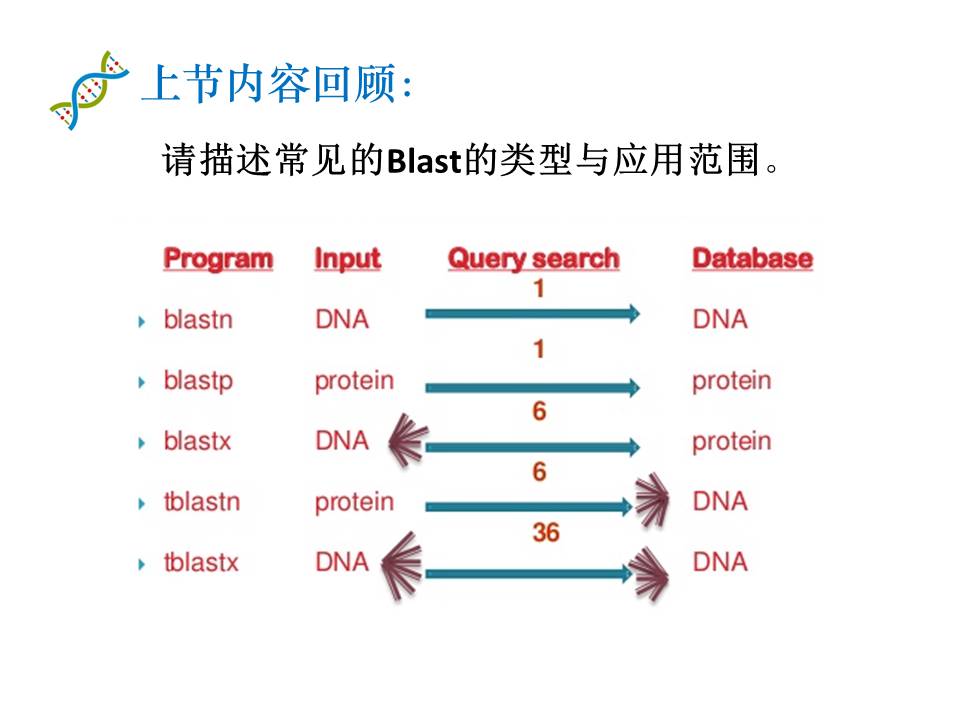 上节内容回顾：
请描述常见的Blast的类型与应用范围。
Program Input Query search Database
1
blastn DNA DNA
1
blastp protein protein
6
blastx DNA protein
6
tblastn protein DNA
36
tblastx DNA DNA